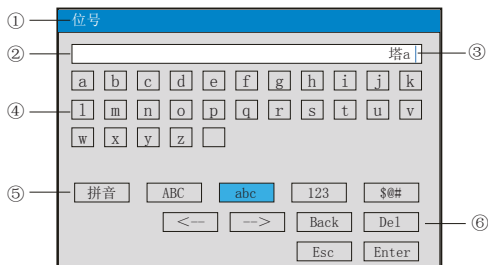 ① 位号
② 塔a ③
a b c d e f g h i j k
④ l m n o p q r s t u v
w x y z
⑤ 拼音 ABC abc 123 $@#
<-- --> Back Del ⑥
Esc Enter